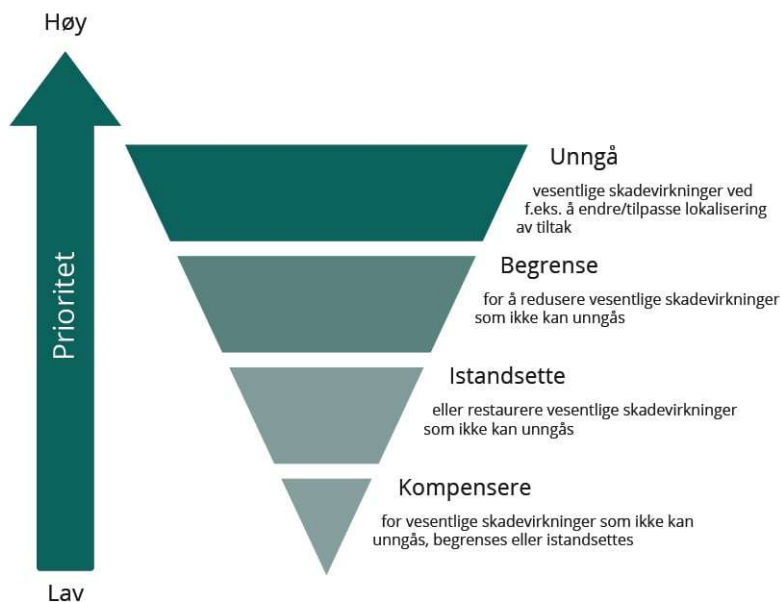 Høy
Prioritet
Unngå
vesentlige skadevirkninger ved
f.eks. å endre/tilpasse lokalisering
av tiltak
Begrense
for å redusere vesentlige skadevirkninger
som ikke kan unngås
Istandsette
eller restaurere vesentlige skadevirkninger
som ikke kan unngås
Kompensere
for vesentlige skadevirkninger som ikke kan
unngås, begrenses eller istandsettes
Lav